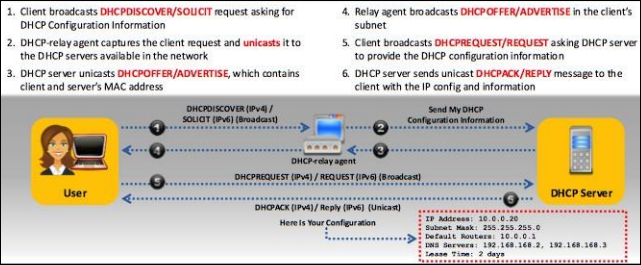 1. Client broadcasts DHCPDISCOVER/SOLICIT request asking for
DHCP Configuration Information
2. DHCP-relay agent captures the client request and unicasts it to
the DHCP servers available in the network
3. DHCP server unicasts DHCPOFFER/ADVERTISE, which contains
client and server's MAC address
4. Relay agent broadcasts DHCPOFFER/ADVERTISE in the client's
subnet
5. Client broadcasts DHCPREQUEST/REQUEST asking DHCP server
to provide the DHCP configuration information
6. DHCP server sends unicast DHCPACK/REPLY message to the
client with the IP config and information
DHCPDISCOVER (IPv4) /
SOLICIT (IPv6) (Broadcast)
Send My DHCP
Configuration Information
1
2
4
3
DHCP-relay agent
DHCPREQUEST (IPv4) / REQUEST (IPv6) (Broadcast)
5
User
DHCP Server
6
DHCPACK (IPv4) / Reply (IPv6) (Unicast)
Here Is Your Configuration
IP Address: 10.0.0.20
Subnet Mask: 255.255.255.0
Default Routers: 10.0.0.1
DNS Servers: 192.168.168.2, 192.168.168.3
Lease Time: 2 days